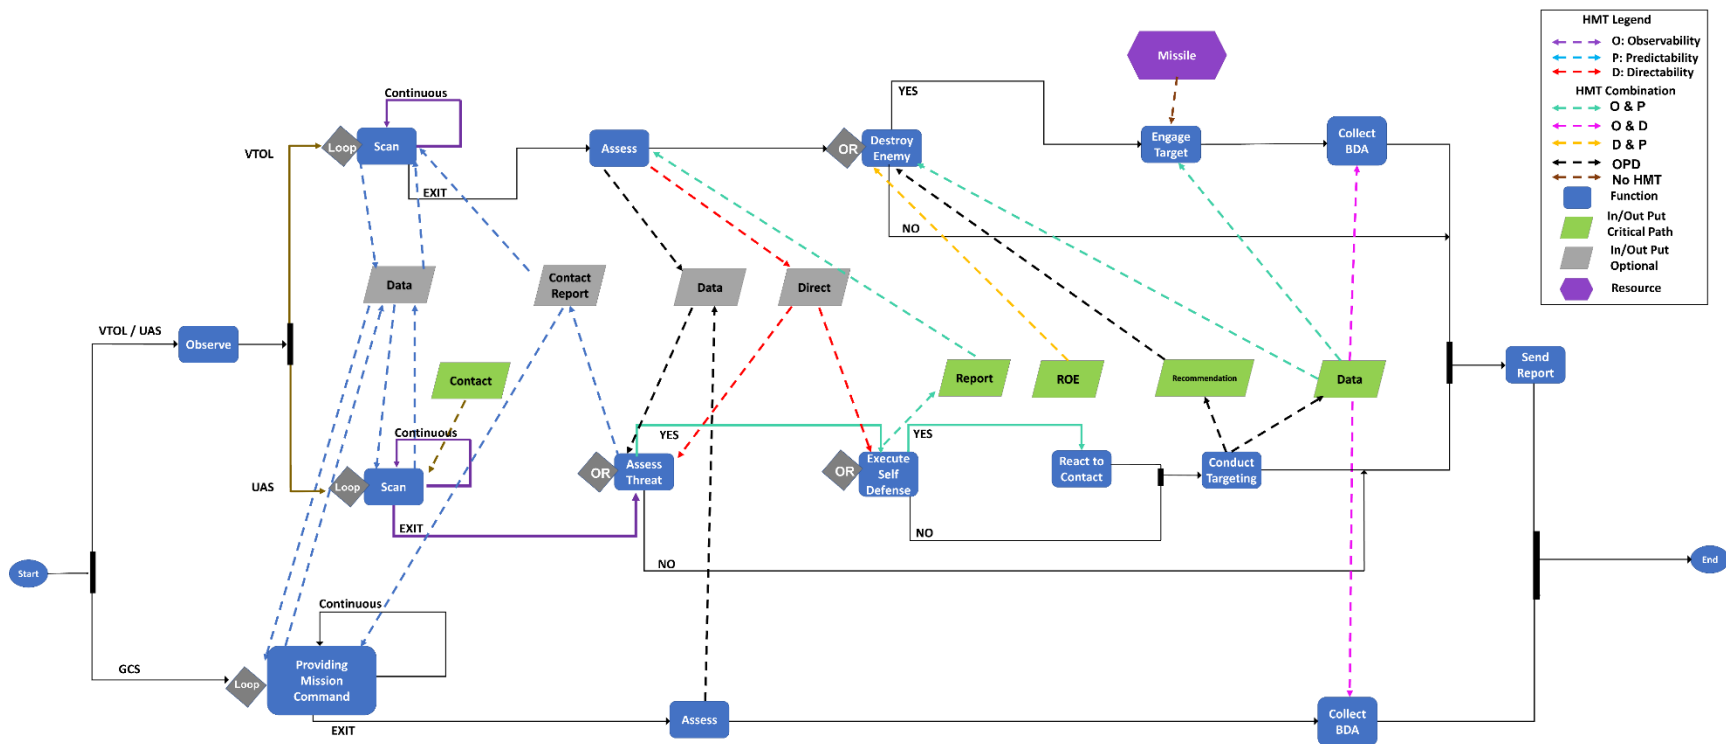 HMT Legend
O: Observability
P: Predictability
D: Directability
HMT Combination
O & P
O & D
D & P
OPD
No HMT
Function
In/Out Put
Critical Path
In/Out Put
Optional
Resource
Missile
YES
Continuous
Loop
Scan
VTOL
EXIT
Assess
OR
Destroy
Enemy
Engage
Target
Collect
BDA
NO
Data
Contact
Report
Data
Direct
VTOL / UAS
Observe
Contact
Report
ROE
Recommendation
Data
Send
Report
Continuous
UAS
Loop
Scan
EXIT
YES
OR
Assess
Threat
NO
YES
OR
Execute
Self
Defense
NO
React to
Contact
Conduct
Targeting
Start
End
Continuous
GCS
Loop
Providing
Mission
Command
EXIT
Assess
Collect
BDA